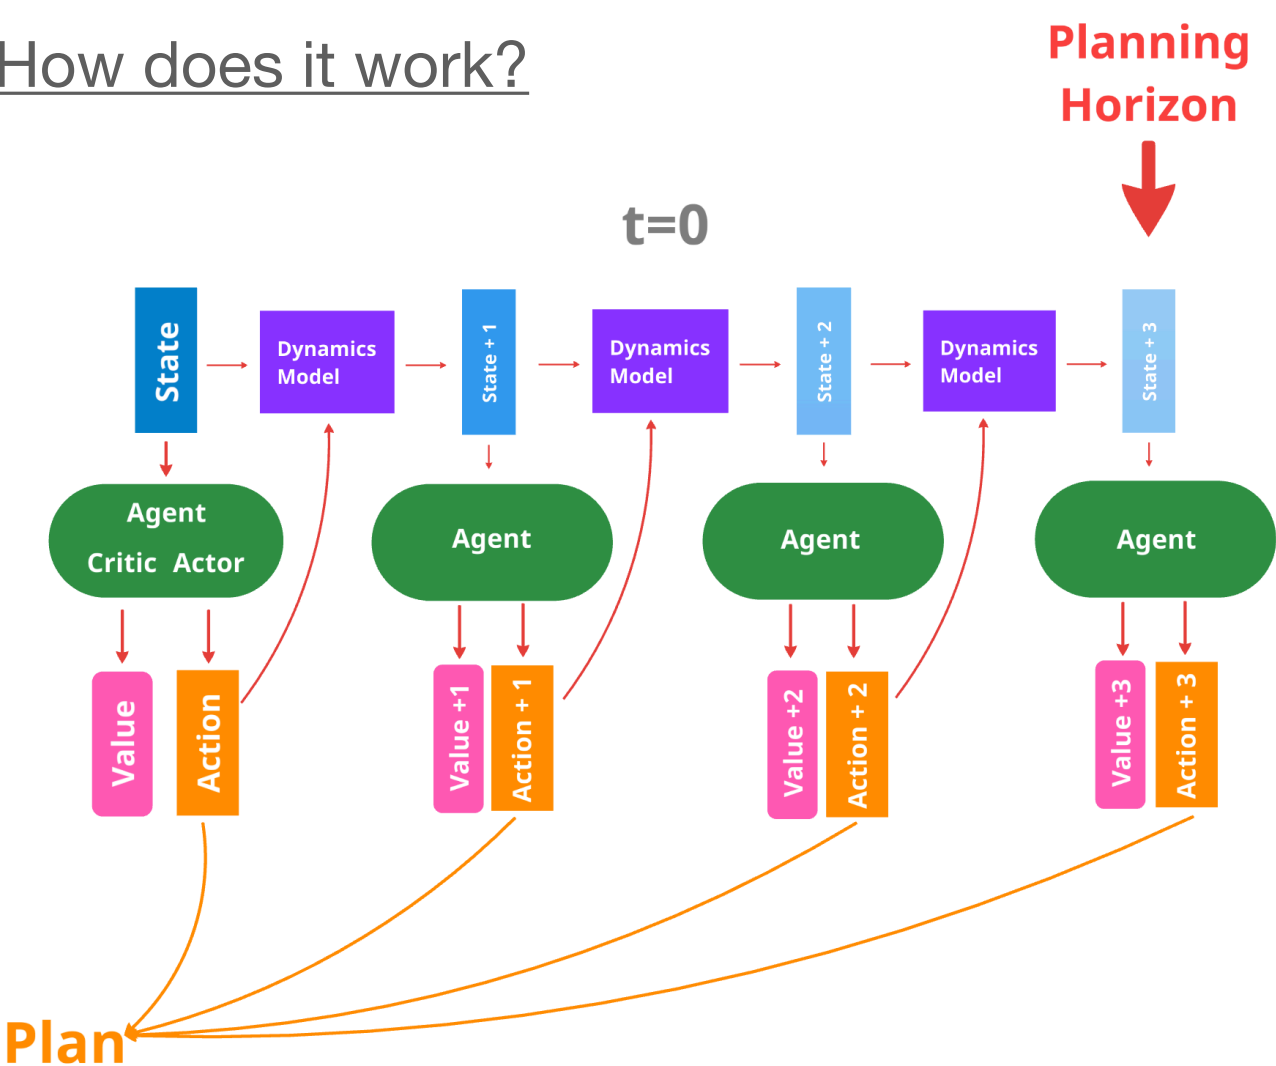 How does it work?
Planning
Horizon
t=0
State
Dynamics
Model
State + 1
Dynamics
Model
State + 2
Dynamics
Model
State + 3
Agent
Critic Actor
Agent
Agent
Agent
Value
Action
Value +1
Action + 1
Value +2
Action + 2
Value +3
Action + 3
Plan